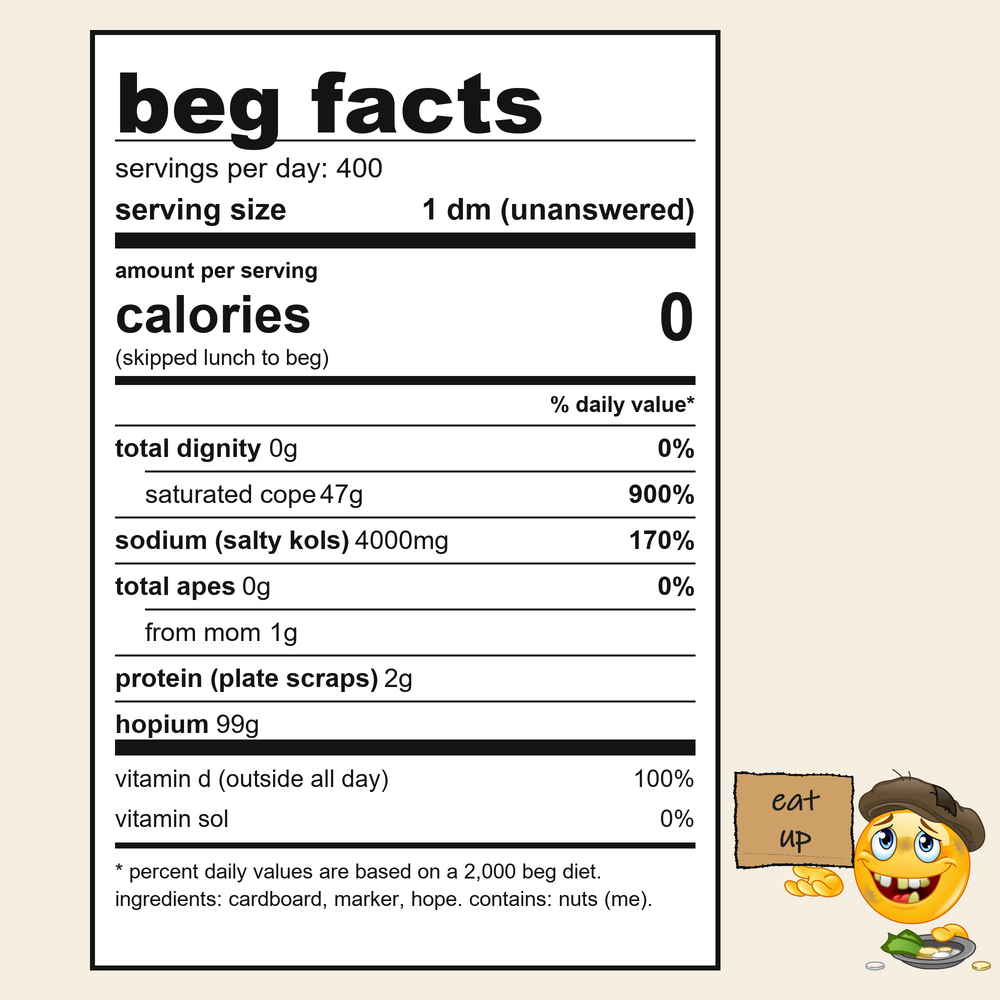 beg facts
servings per day: 400
serving size 1 dm (unanswered)
amount per serving
calories 0
(skipped lunch to beg)
% daily value*
total dignity 0g 0%
saturated cope 47g 900%
sodium (salty kols) 4000mg 170%
total apes 0g 0%
from mom 1g
protein (plate scraps) 2g
hopium 99g
vitamin d (outside all day) 100%
vitamin sol 0%
* percent daily values are based on a 2,000 beg diet.
ingredients: cardboard, marker, hope. contains: nuts (me).
eat
up